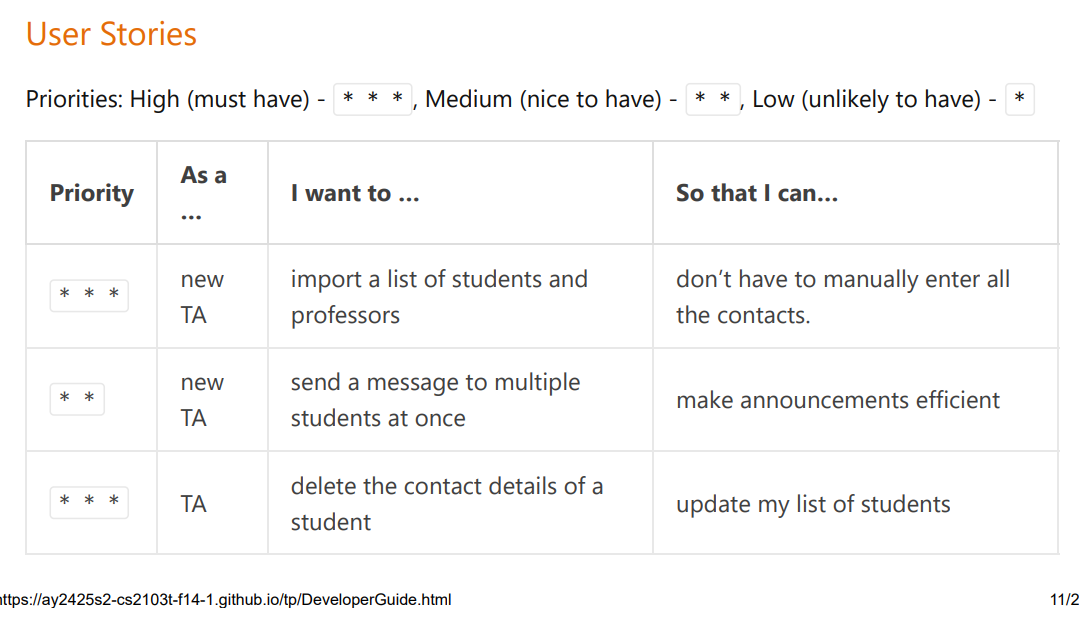 User Stories
Priorities: High (must have) - * * *, Medium (nice to have) - * *, Low (unlikely to have) - *
Priority
As a
…
I want to …
So that I can…
* * *
new
TA
import a list of students and
professors
don’t have to manually enter all
the contacts.
* *
new
TA
send a message to multiple
students at once
make announcements efficient
* * *
TA
delete the contact details of a
student
update my list of students
ttps://ay2425s2-cs2103t-f14-1.github.io/tp/DeveloperGuide.html
11/2